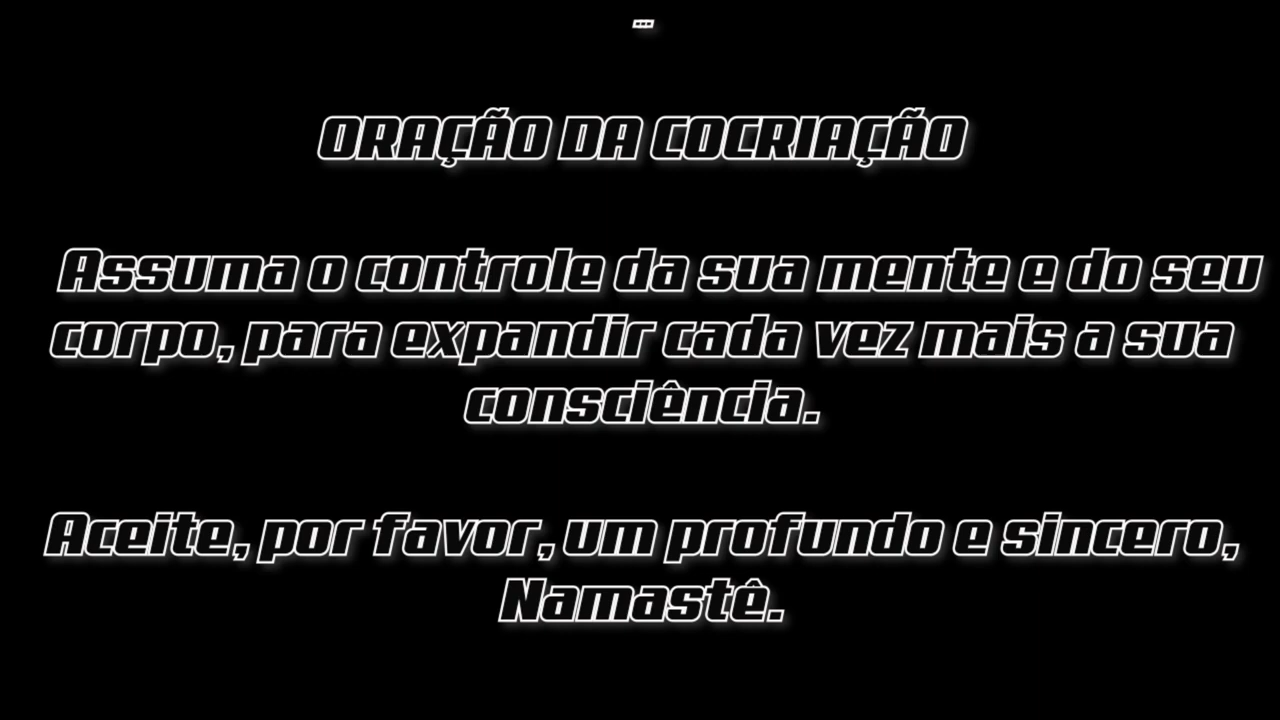 ...
ORAÇÃO DA COCRIAÇÃO
Assuma o controle da sua mente e do seu
corpo, para expandir cada vez mais a sua
consciência.
Aceite, por favor, um profundo e sincero,
Namastê.